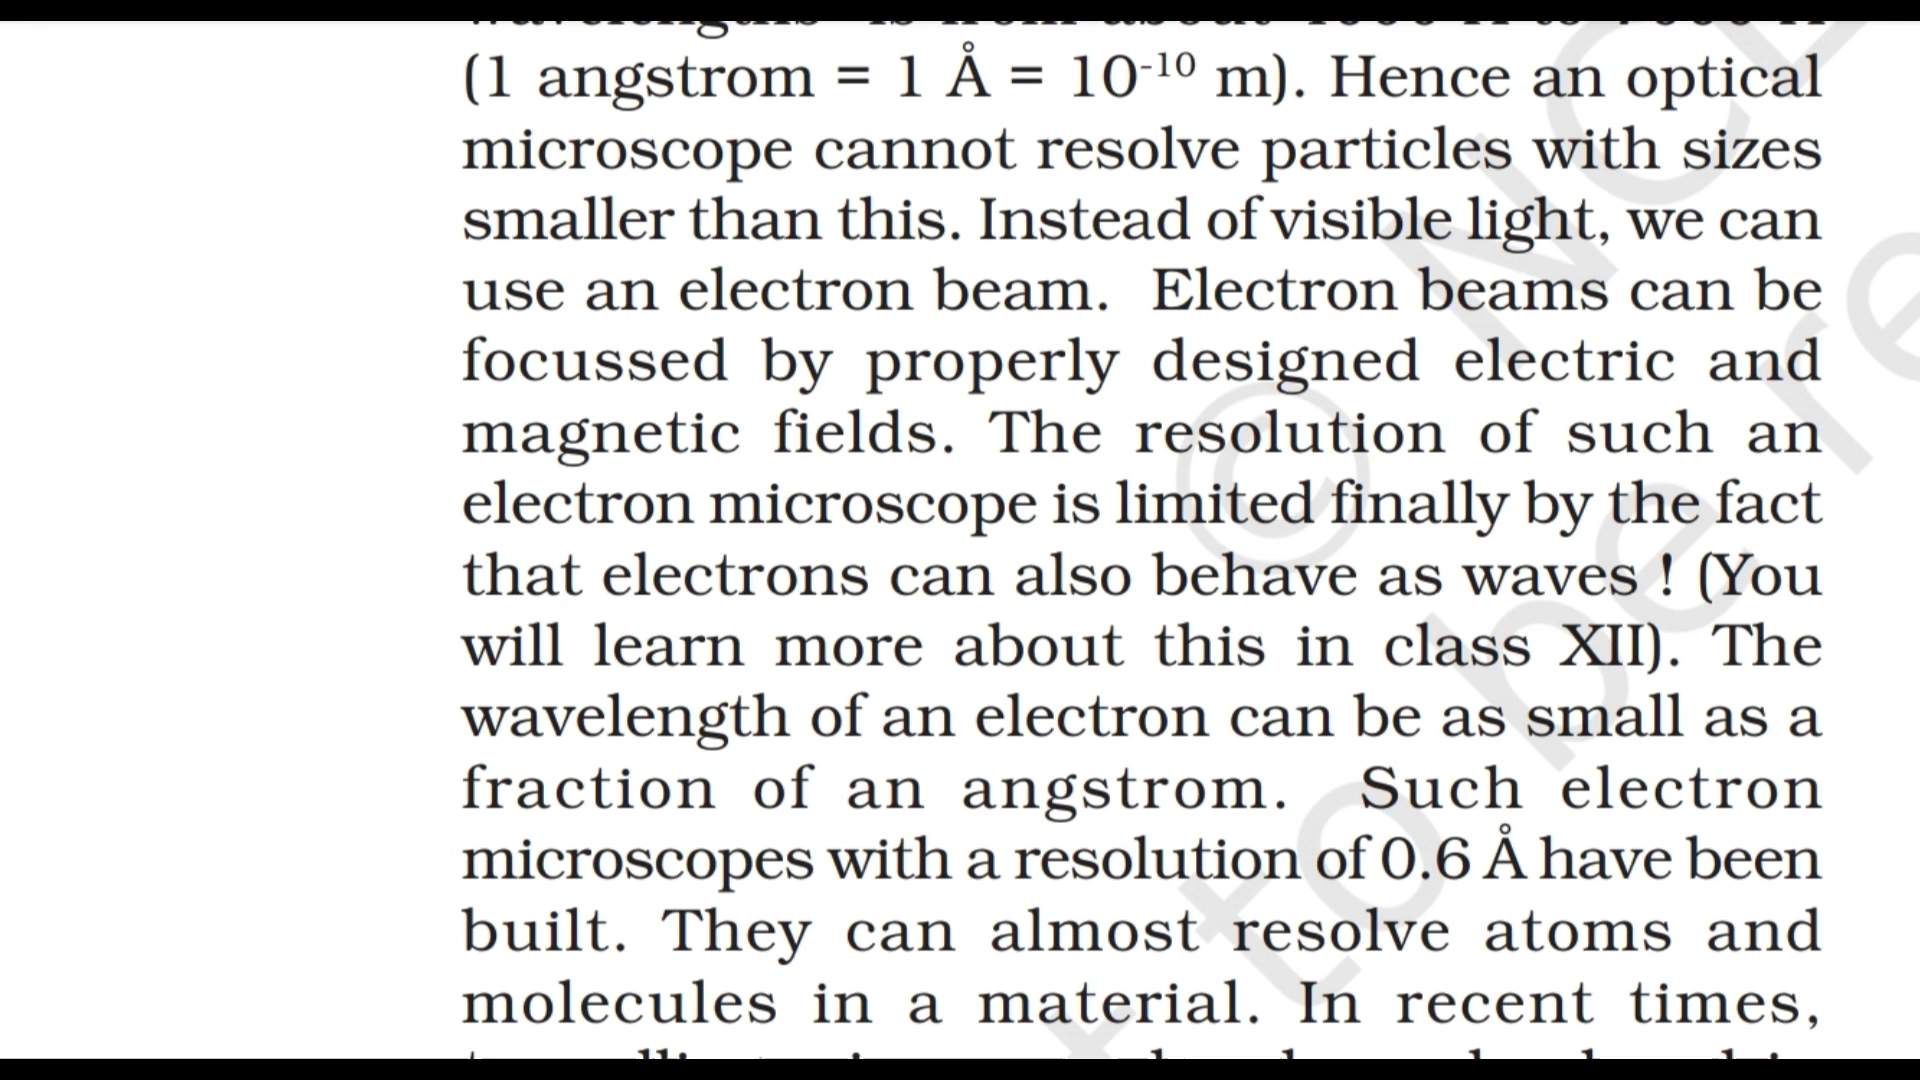 (1 angstrom = 1 Å = 10⁻¹⁰ m). Hence an optical
microscope cannot resolve particles with sizes
smaller than this. Instead of visible light, we can
use an electron beam. Electron beams can be
focussed by properly designed electric and
magnetic fields. The resolution of such an
electron microscope is limited finally by the fact
that electrons can also behave as waves ! (You
will learn more about this in class XII). The
wavelength of an electron can be as small as a
fraction of an angstrom. Such electron
microscopes with a resolution of 0.6 Å have been
built. They can almost resolve atoms and
molecules in a material. In recent times,